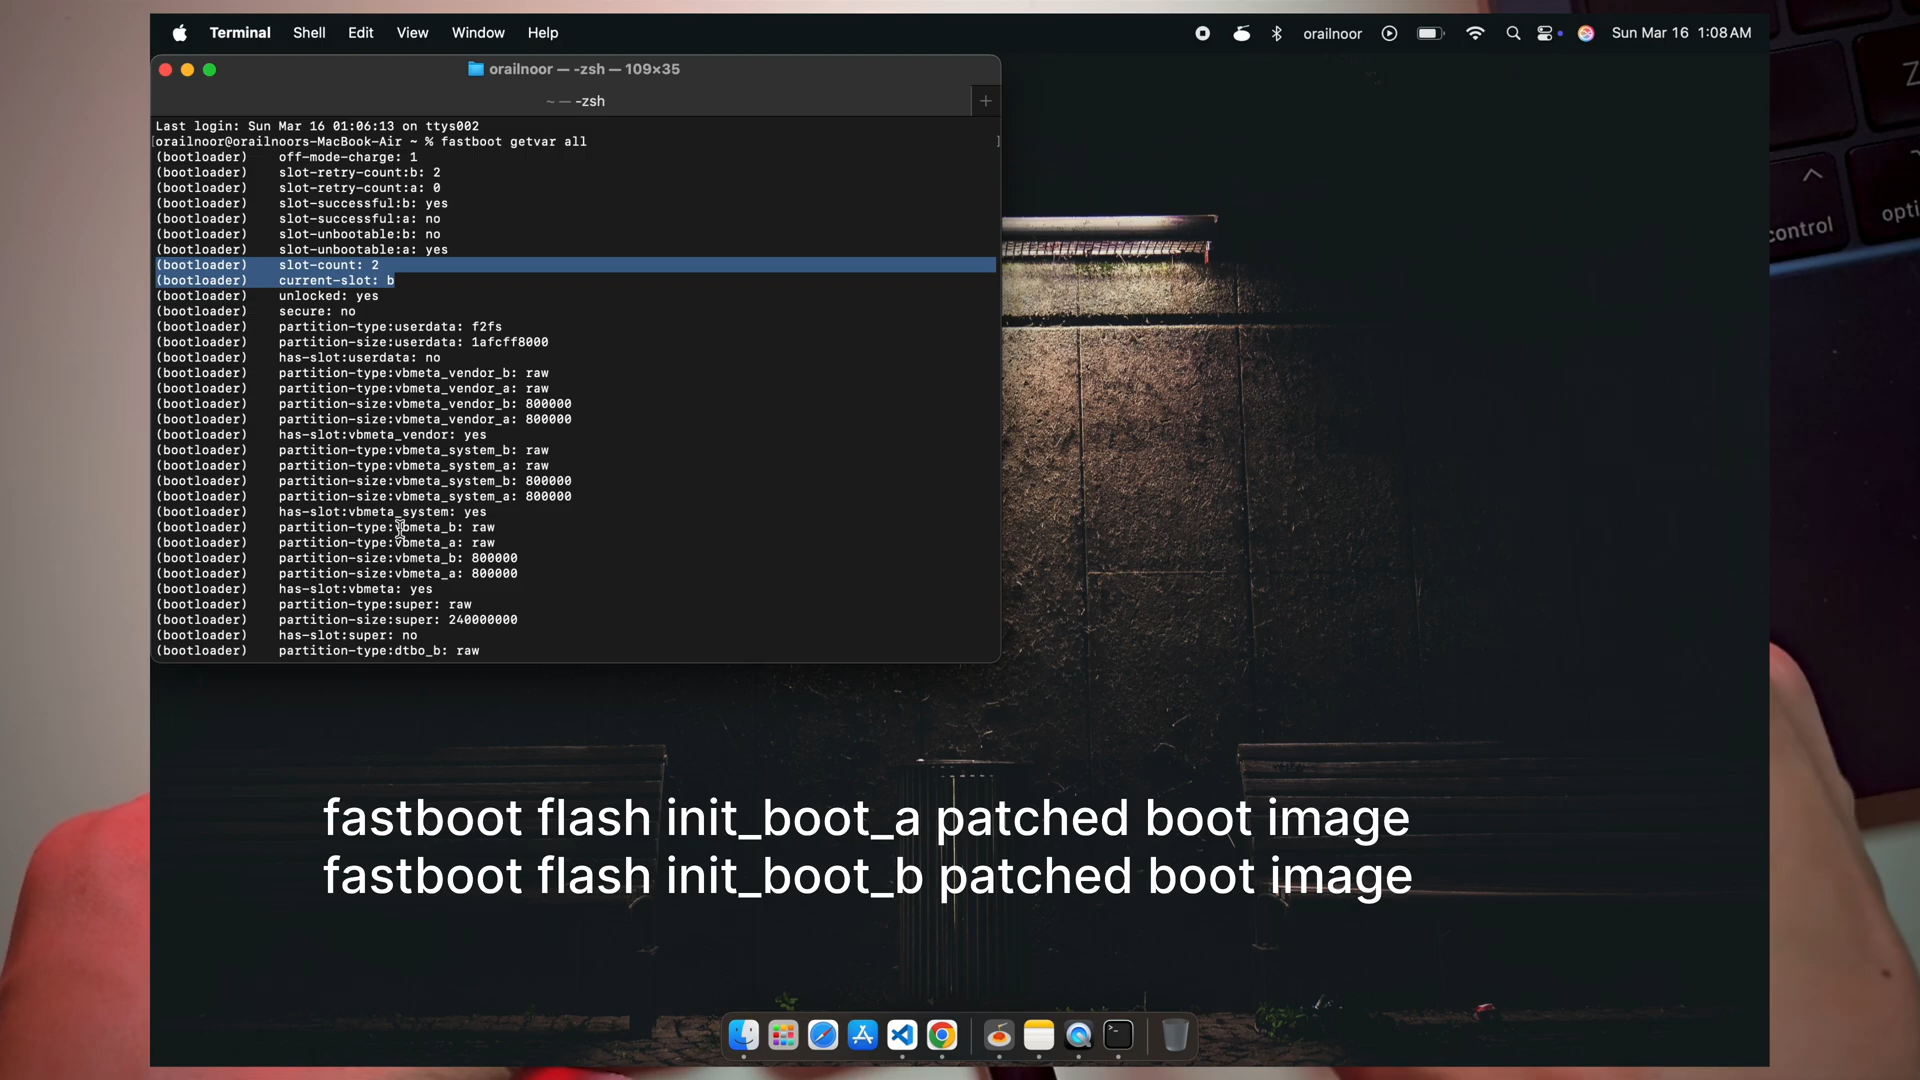 Terminal Shell Edit View Window Help orailnoor Sun Mar 16 1:08AM
orailnoor — -zsh — 109×35
~ — -zsh
Last login: Sun Mar 16 01:06:13 on ttys002
[orailnoor@orailnoors-MacBook-Air ~ % fastboot getvar all ]
(bootloader) off-mode-charge: 1
(bootloader) slot-retry-count:b: 2
(bootloader) slot-retry-count:a: 0
(bootloader) slot-successful:b: yes
(bootloader) slot-successful:a: no
(bootloader) slot-unbootable:b: no
(bootloader) slot-unbootable:a: yes
(bootloader) slot-count: 2
(bootloader) current-slot: b
(bootloader) unlocked: yes
(bootloader) secure: no
(bootloader) partition-type:userdata: f2fs
(bootloader) partition-size:userdata: 1afcff8000
(bootloader) has-slot:userdata: no
(bootloader) partition-type:vbmeta_vendor_b: raw
(bootloader) partition-type:vbmeta_vendor_a: raw
(bootloader) partition-size:vbmeta_vendor_b: 800000
(bootloader) partition-size:vbmeta_vendor_a: 800000
(bootloader) has-slot:vbmeta_vendor: yes
(bootloader) partition-type:vbmeta_system_b: raw
(bootloader) partition-type:vbmeta_system_a: raw
(bootloader) partition-size:vbmeta_system_b: 800000
(bootloader) partition-size:vbmeta_system_a: 800000
(bootloader) has-slot:vbmeta_system: yes
(bootloader) partition-type:vbmeta_b: raw
(bootloader) partition-type:vbmeta_a: raw
(bootloader) partition-size:vbmeta_b: 800000
(bootloader) partition-size:vbmeta_a: 800000
(bootloader) has-slot:vbmeta: yes
(bootloader) partition-type:super: raw
(bootloader) partition-size:super: 240000000
(bootloader) has-slot:super: no
(bootloader) partition-type:dtbo_b: raw
fastboot flash init_boot_a patched boot image
fastboot flash init_boot_b patched boot image
Z
control